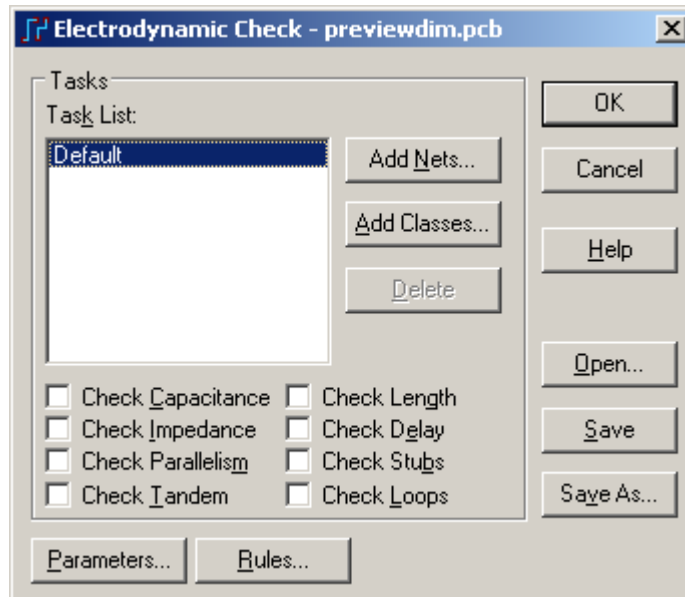 Electrodynamic Check - previewdim.pcb
Tasks
Task List:
Default
Add Nets...
Add Classes...
Delete
OK
Cancel
Help
Open...
Save
Save As...
Check Capacitance
Check Length
Check Impedance
Check Delay
Check Parallelism
Check Stubs
Check Tandem
Check Loops
Parameters...
Rules...